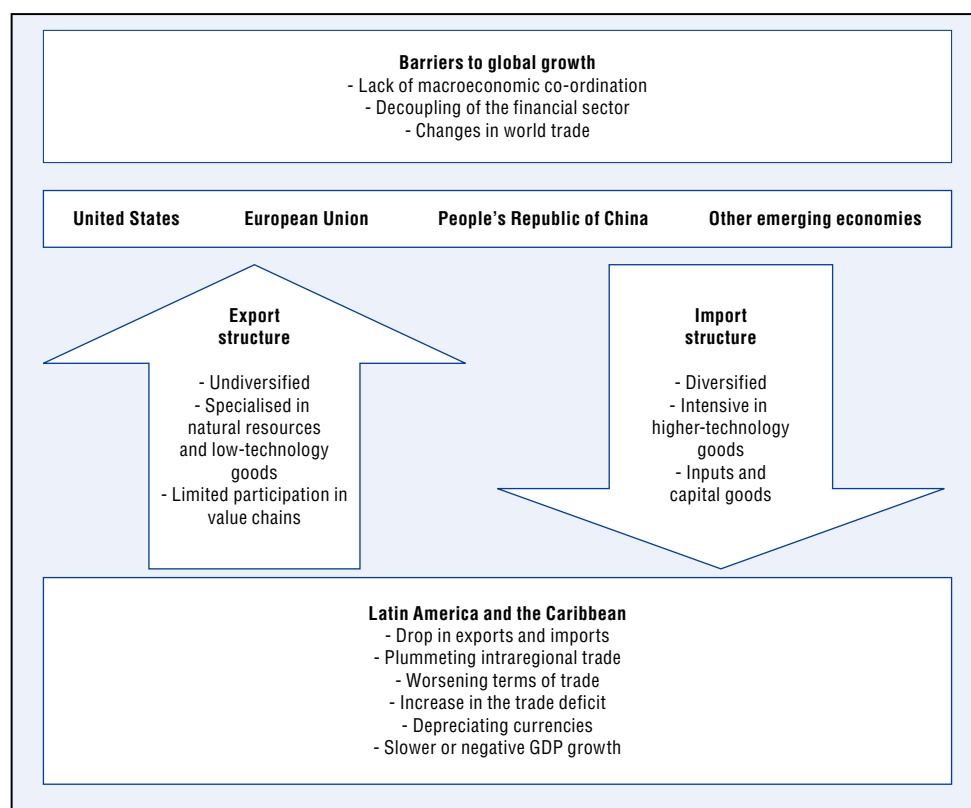 Barriers to global growth
- Lack of macroeconomic co-ordination
- Decoupling of the financial sector
- Changes in world trade
United States European Union People's Republic of China Other emerging economies
Export
structure
- Undiversified
- Specialised in
natural resources
and low-technology
goods
- Limited participation in
value chains
Import
structure
- Diversified
- Intensive in
higher-technology
goods
- Inputs and
capital goods
Latin America and the Caribbean
- Drop in exports and imports
- Plummeting intraregional trade
- Worsening terms of trade
- Increase in the trade deficit
- Depreciating currencies
- Slower or negative GDP growth